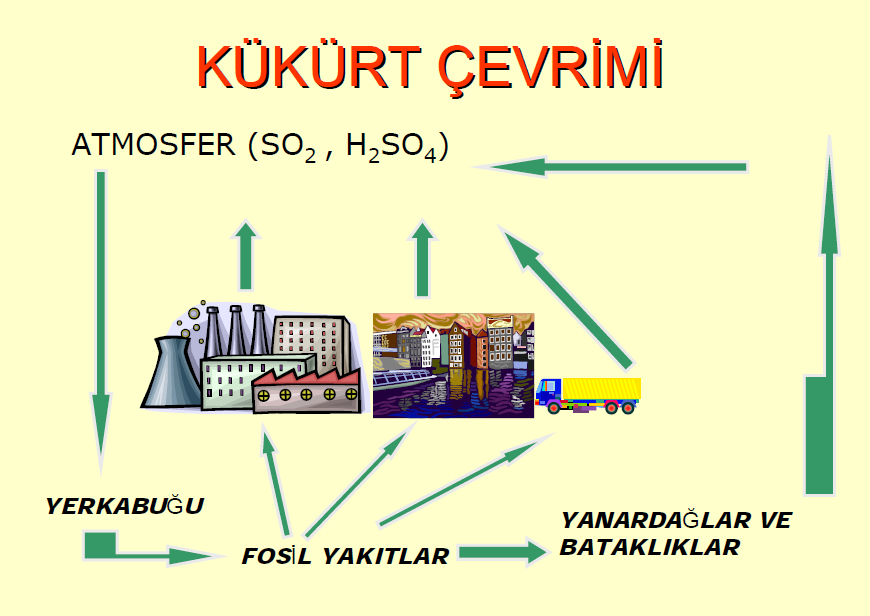 KÜKÜRT ÇEVRİMİ
ATMOSFER (SO₂ , H₂SO₄)
YERKABUĞU
FOSİL YAKITLAR
YANARDAĞLAR VE
BATAKLIKLAR